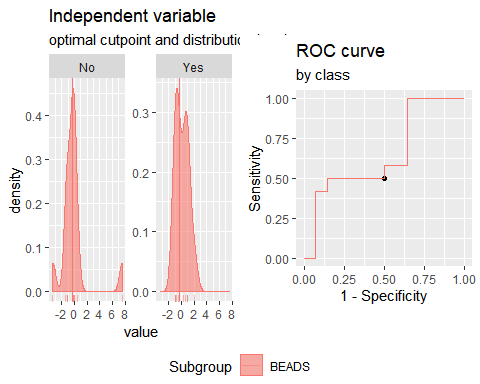 Independent variable
optimal cutpoint and distributio
No
Yes
density
0.4
0.3
0.2
0.1
0.0
0.3
0.2
0.1
0.0
-2 0 2 4 6 8
-2 0 2 4 6 8
value
ROC curve
by class
Sensitivity
1.00
0.75
0.50
0.25
0.00
0.00 0.25 0.50 0.75 1.00
1 - Specificity
Subgroup
BEADS